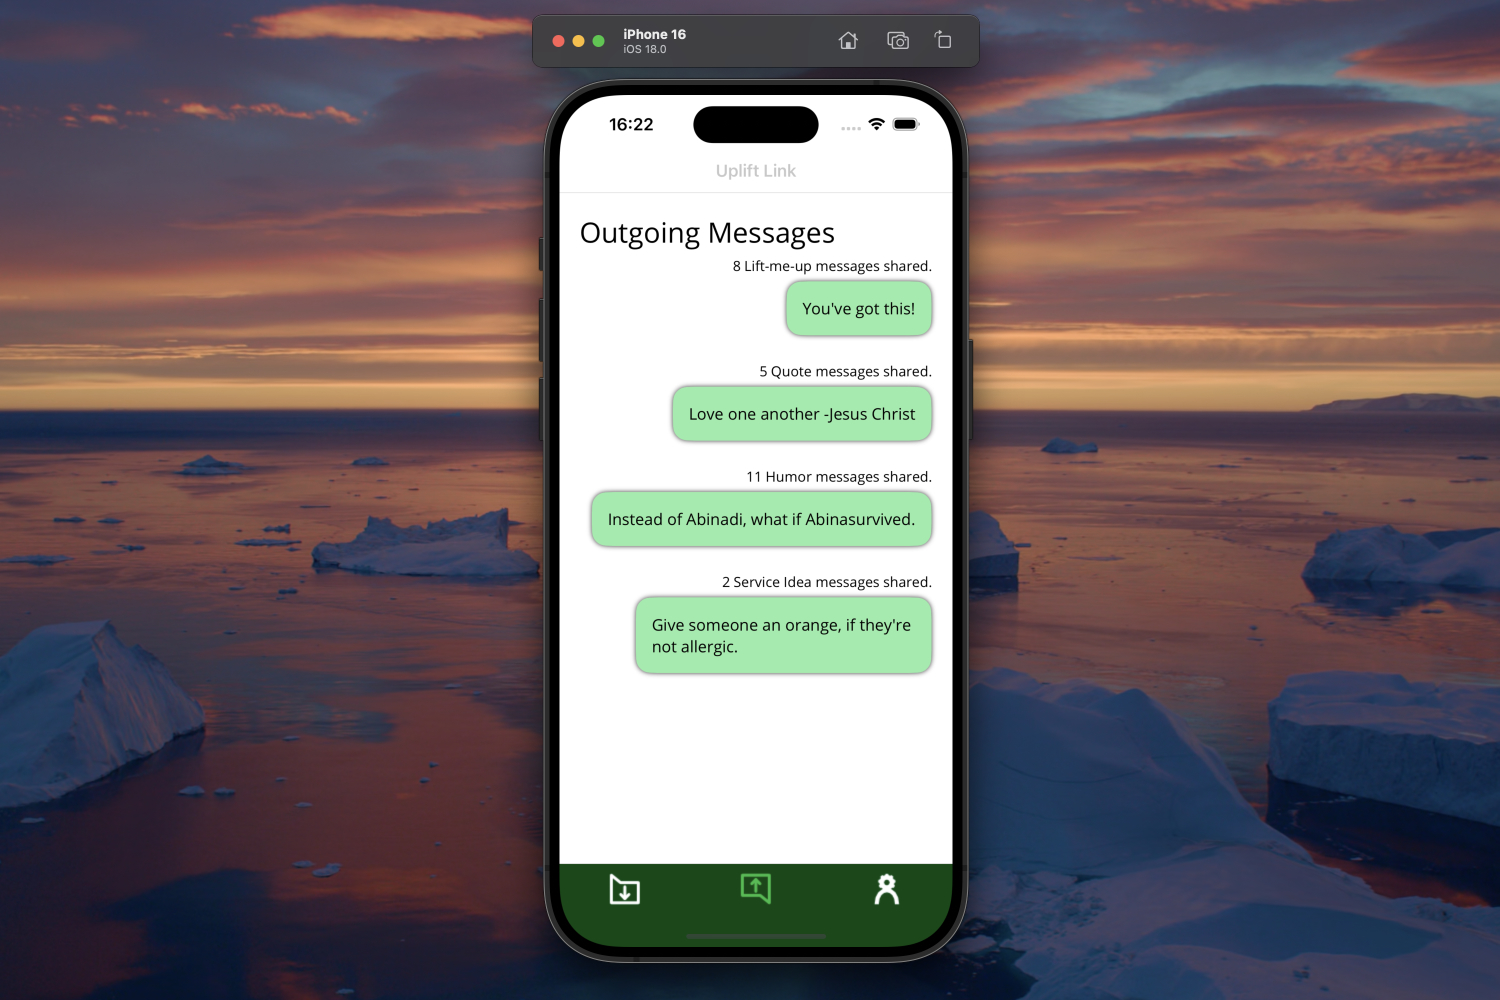 iPhone 16
iOS 18.0
16:22
Uplift Link
Outgoing Messages
8 Lift-me-up messages shared.
You've got this!
5 Quote messages shared.
Love one another -Jesus Christ
11 Humor messages shared.
Instead of Abinadi, what if Abinasurvived.
2 Service Idea messages shared.
Give someone an orange, if they're
not allergic.